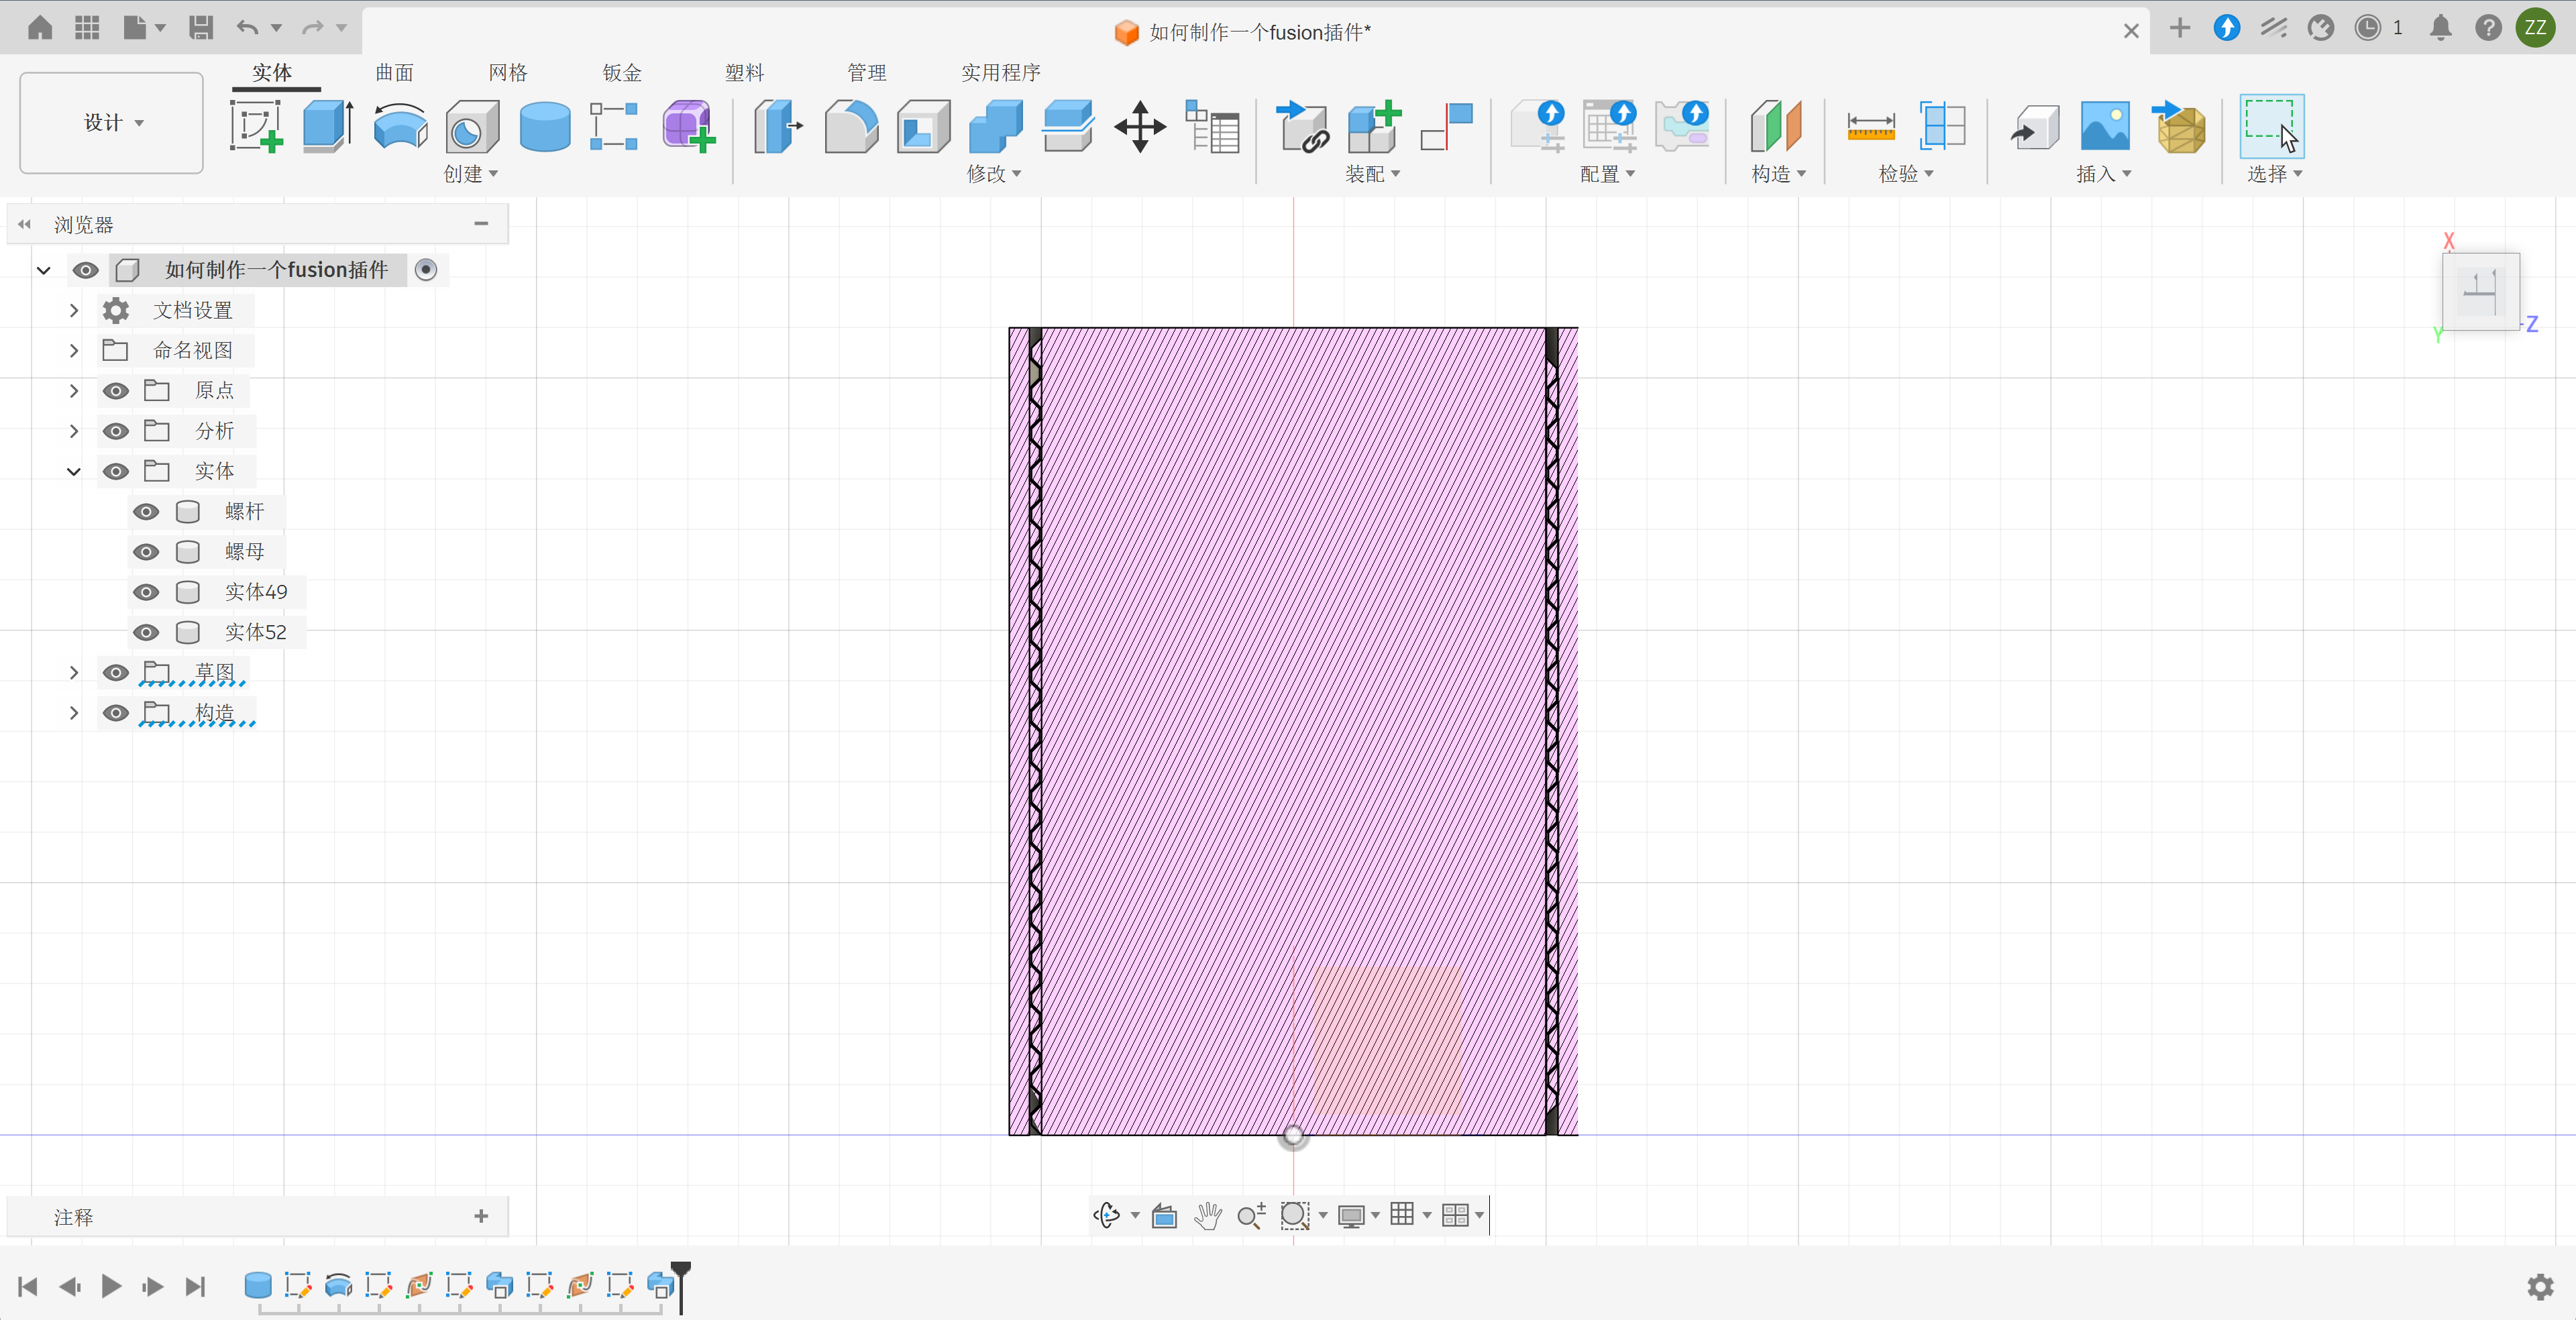 如何制作一个fusion插件*
1
ZZ
设计
实体 曲面 网格 钣金 塑料 管理 实用程序
创建 修改 装配 配置 构造 检验 插入 选择
浏览器
如何制作一个fusion插件
文档设置
命名视图
原点
分析
实体
螺杆
螺母
实体49
实体52
草图
构造
X
Z
Y
注释